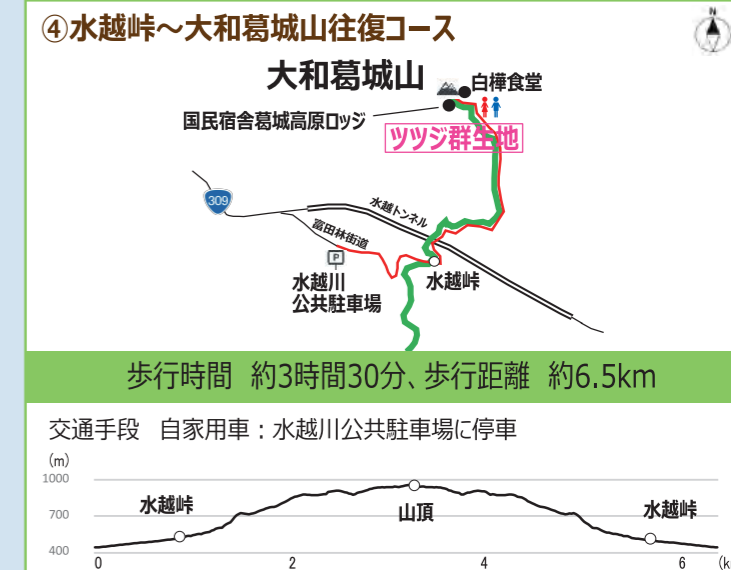 ④水越峠～大和葛城山往復コース
N
大和葛城山
白樺食堂
国民宿舎葛城高原ロッジ
ツツジ群生地
309
水越トンネル
富田林街道
P
水越川
公共駐車場
水越峠
歩行時間 約3時間30分、歩行距離 約6.5km
交通手段 自家用車：水越川公共駐車場に停車
(m)
1000
700
400
水越峠
山頂
水越峠
0 2 4 6 (k